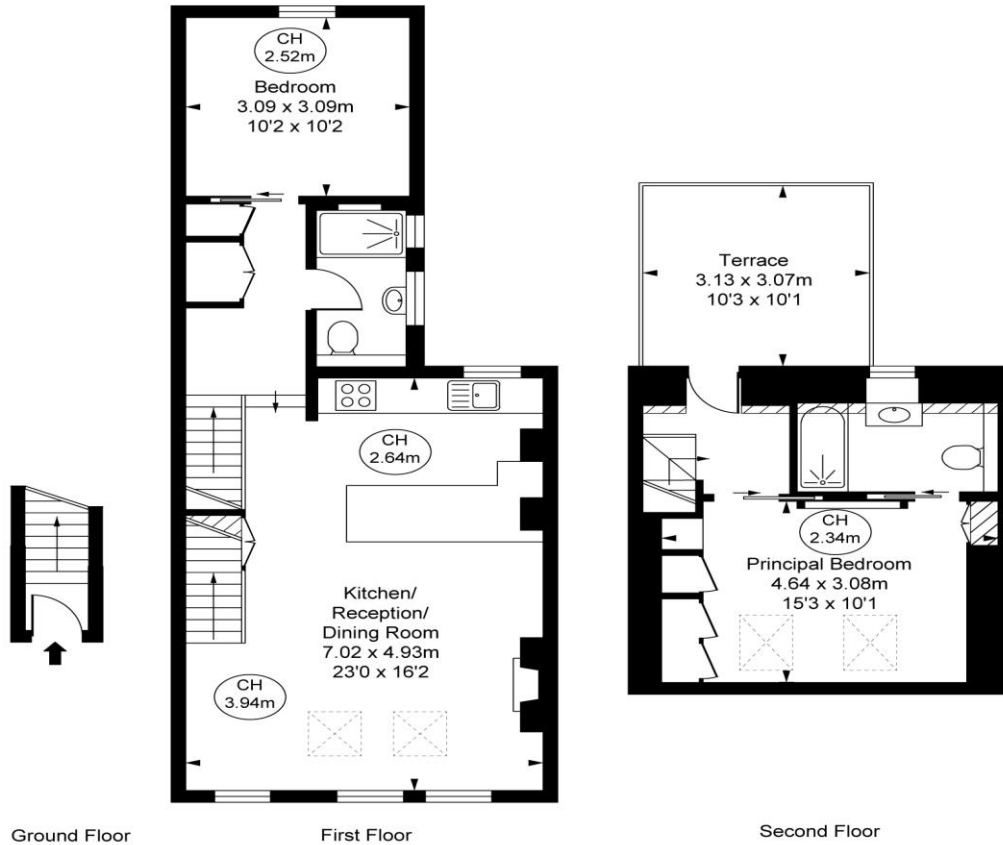 CH
2.52m
Bedroom
3.09 x 3.09m
10'2 x 10'2
CH
2.64m
Kitchen/
Reception/
Dining Room
7.02 x 4.93m
23'0 x 16'2
CH
3.94m
Terrace
3.13 x 3.07m
10'3 x 10'1
CH
2.34m
Principal Bedroom
4.64 x 3.08m
15'3 x 10'1
Ground Floor
First Floor
Second Floor